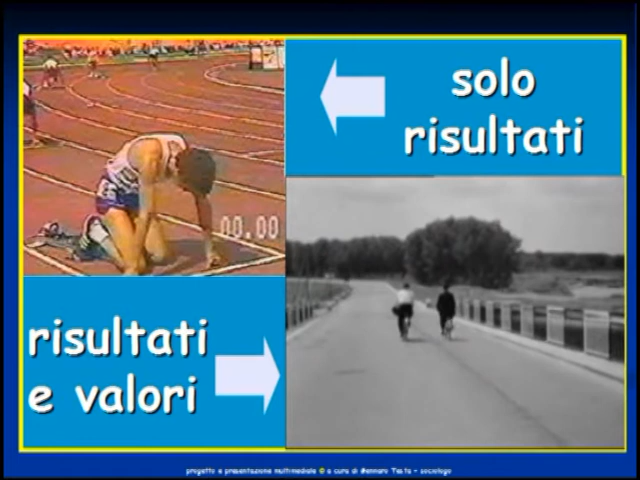 solo
risultati
00.00
risultati
e valori
progetto e presentazione multimediale © a cura di Gennaro Testa - sociologo